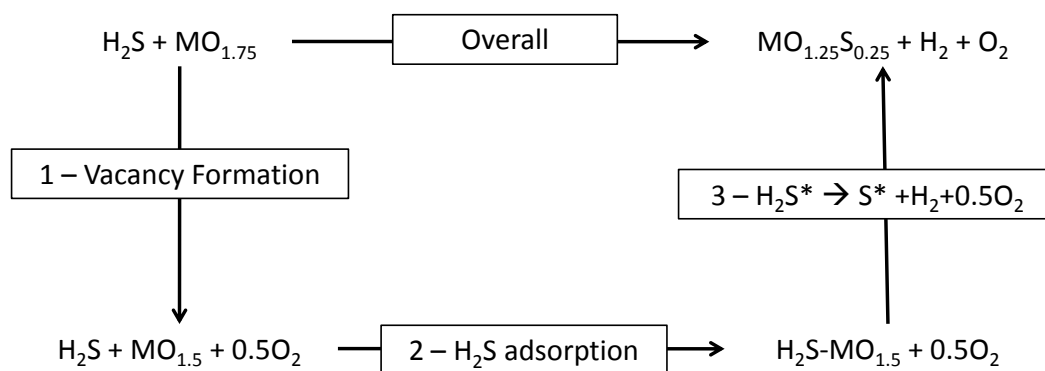 H₂S + MO₁.₇₅
Overall
MO₁.₂₅S₀.₂₅ + H₂ + O₂
1 – Vacancy Formation
3 – H₂S* → S* +H₂+0.5O₂
H₂S + MO₁.₅ + 0.5O₂
2 – H₂S adsorption
H₂S-MO₁.₅ + 0.5O₂